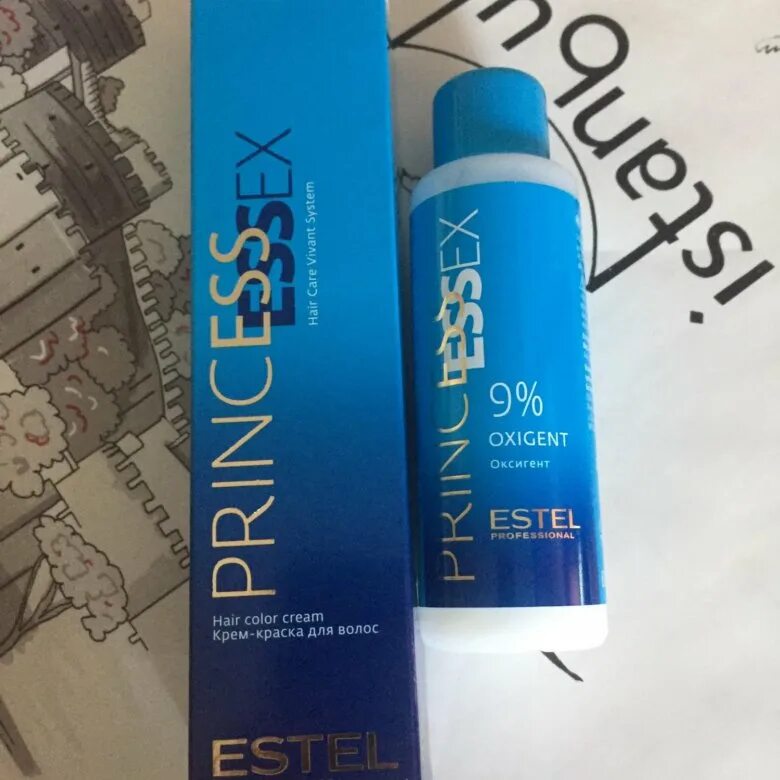 PRINCESS
ESSEX
Hair Care Vivant System
Hair color cream
Крем-краска для волос
ESTEL
PRINCESS
ESSEX
9%
OXIGENT
Оксигент
ESTEL
PROFESSIONAL
istanbu